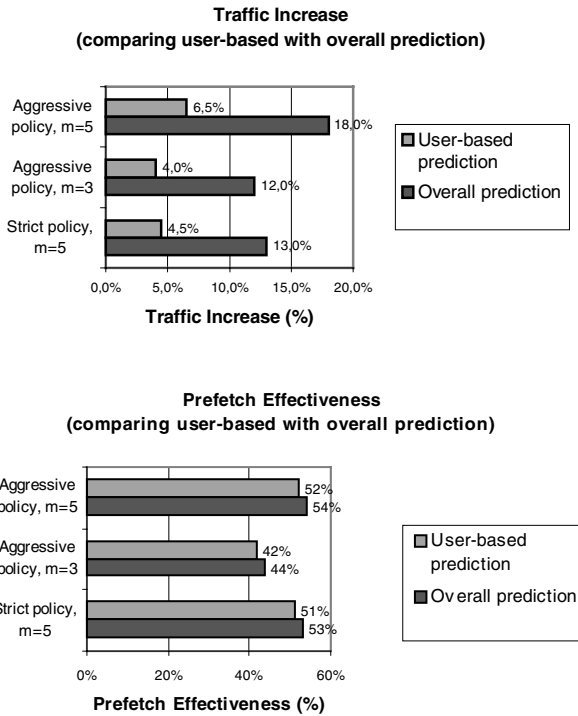 Traffic Increase
(comparing user-based with overall prediction)
Aggressive
policy, m=5
6,5%
18,0%
Aggressive
policy, m=3
4,0%
12,0%
Strict policy,
m=5
4,5%
13,0%
0,0% 5,0% 10,0% 15,0% 20,0%
Traffic Increase (%)
User-based
prediction
Overall prediction
Prefetch Effectiveness
(comparing user-based with overall prediction)
Aggressive
policy, m=5
52%
54%
Aggressive
policy, m=3
42%
44%
Strict policy,
m=5
51%
53%
0% 20% 40% 60%
Prefetch Effectiveness (%)
User-based
prediction
Overall prediction